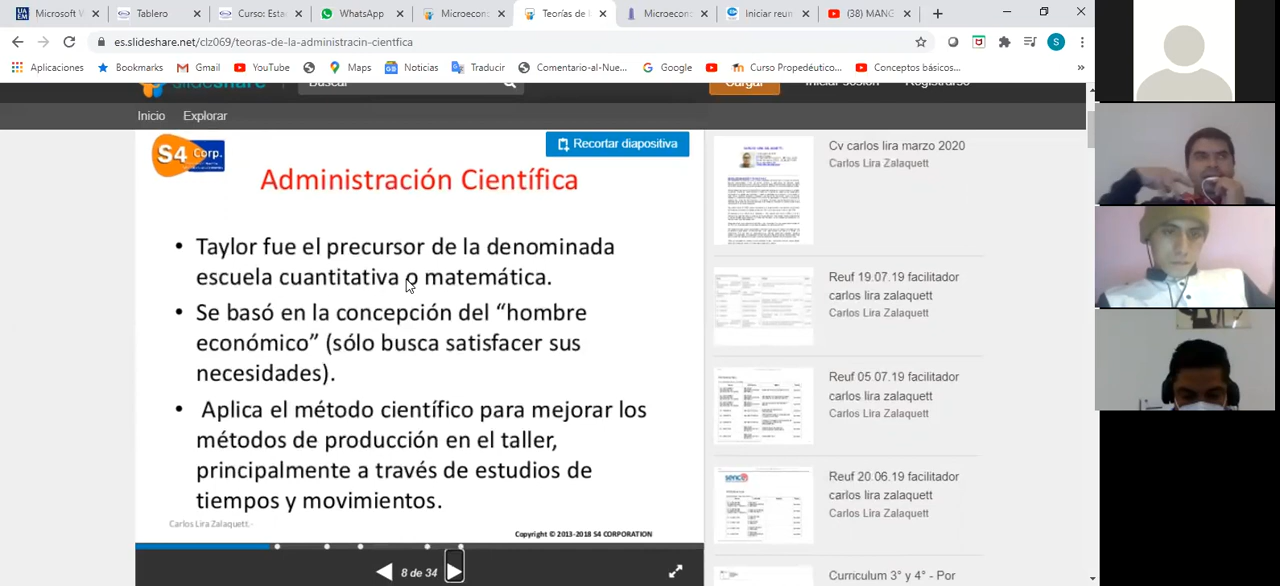 Microsoft W
Tablero
Curso: Esta
WhatsApp
Microecon
Teorías de l
Microecon
Iniciar reun
(38) MANG
es.slideshare.net/clz069/teoras-de-la-administracin-cientfica
Aplicaciones
Bookmarks
Gmail
YouTube
Maps
Noticias
Traducir
Comentario-al-Nue...
Google
Curso Propedéutico...
Conceptos básicos...
S
slideshare
Buscar
Cargar
Iniciar sesión
Registrarse
Inicio
Explorar
S4 Corp.
Recortar diapositiva
Administración Científica
• Taylor fue el precursor de la denominada
escuela cuantitativa o matemática.
• Se basó en la concepción del “hombre
económico” (sólo busca satisfacer sus
necesidades).
• Aplica el método científico para mejorar los
métodos de producción en el taller,
principalmente a través de estudios de
tiempos y movimientos.
Carlos Lira Zalaquett.-
Copyright © 2013-2018 S4 CORPORATION
8 de 34
Cv carlos lira marzo 2020
Carlos Lira Zalaquett
Reuf 19.07.19 facilitador
carlos lira zalaquett
Carlos Lira Zalaquett
Reuf 05 07.19 facilitador
carlos lira zalaquett
Carlos Lira Zalaquett
Reuf 20.06.19 facilitador
carlos lira zalaquett
Carlos Lira Zalaquett
Curriculum 3° y 4° - Por